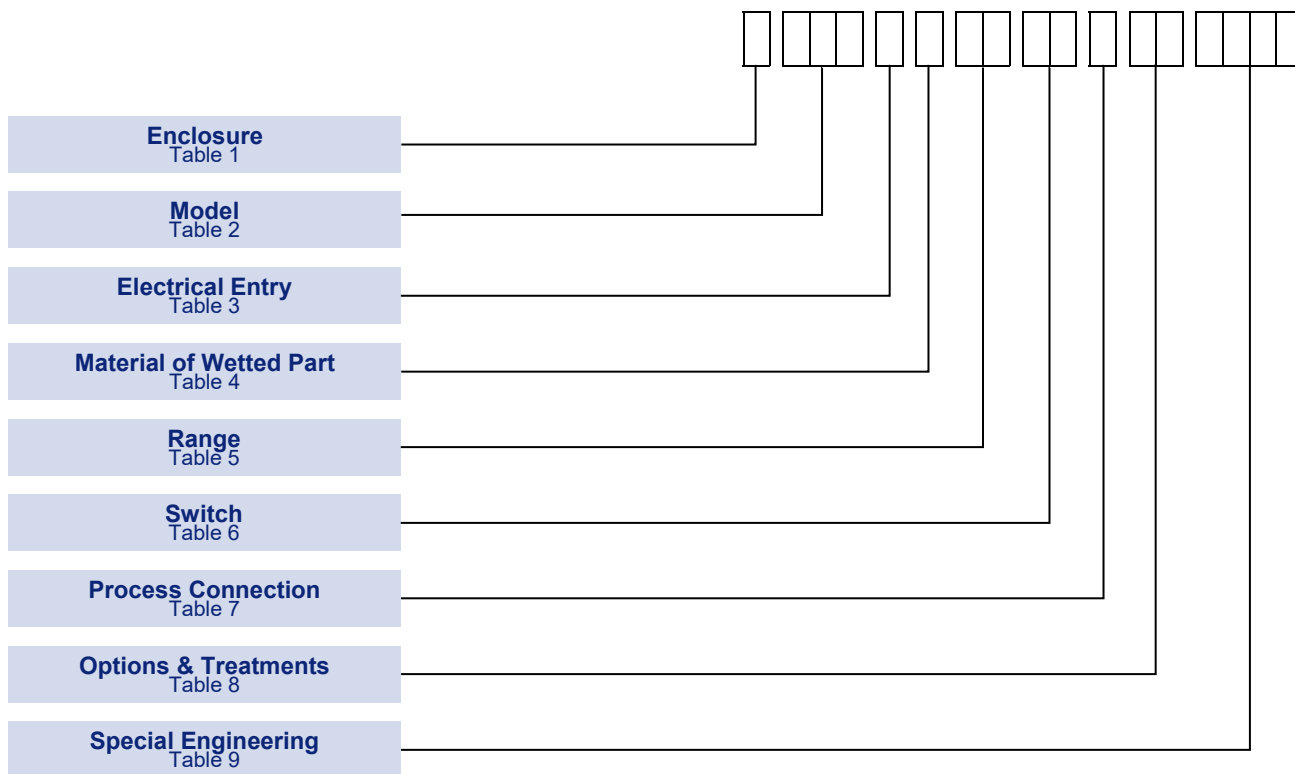 Enclosure
Table 1
Model
Table 2
Electrical Entry
Table 3
Material of Wetted Part
Table 4
Range
Table 5
Switch
Table 6
Process Connection
Table 7
Options & Treatments
Table 8
Special Engineering
Table 9